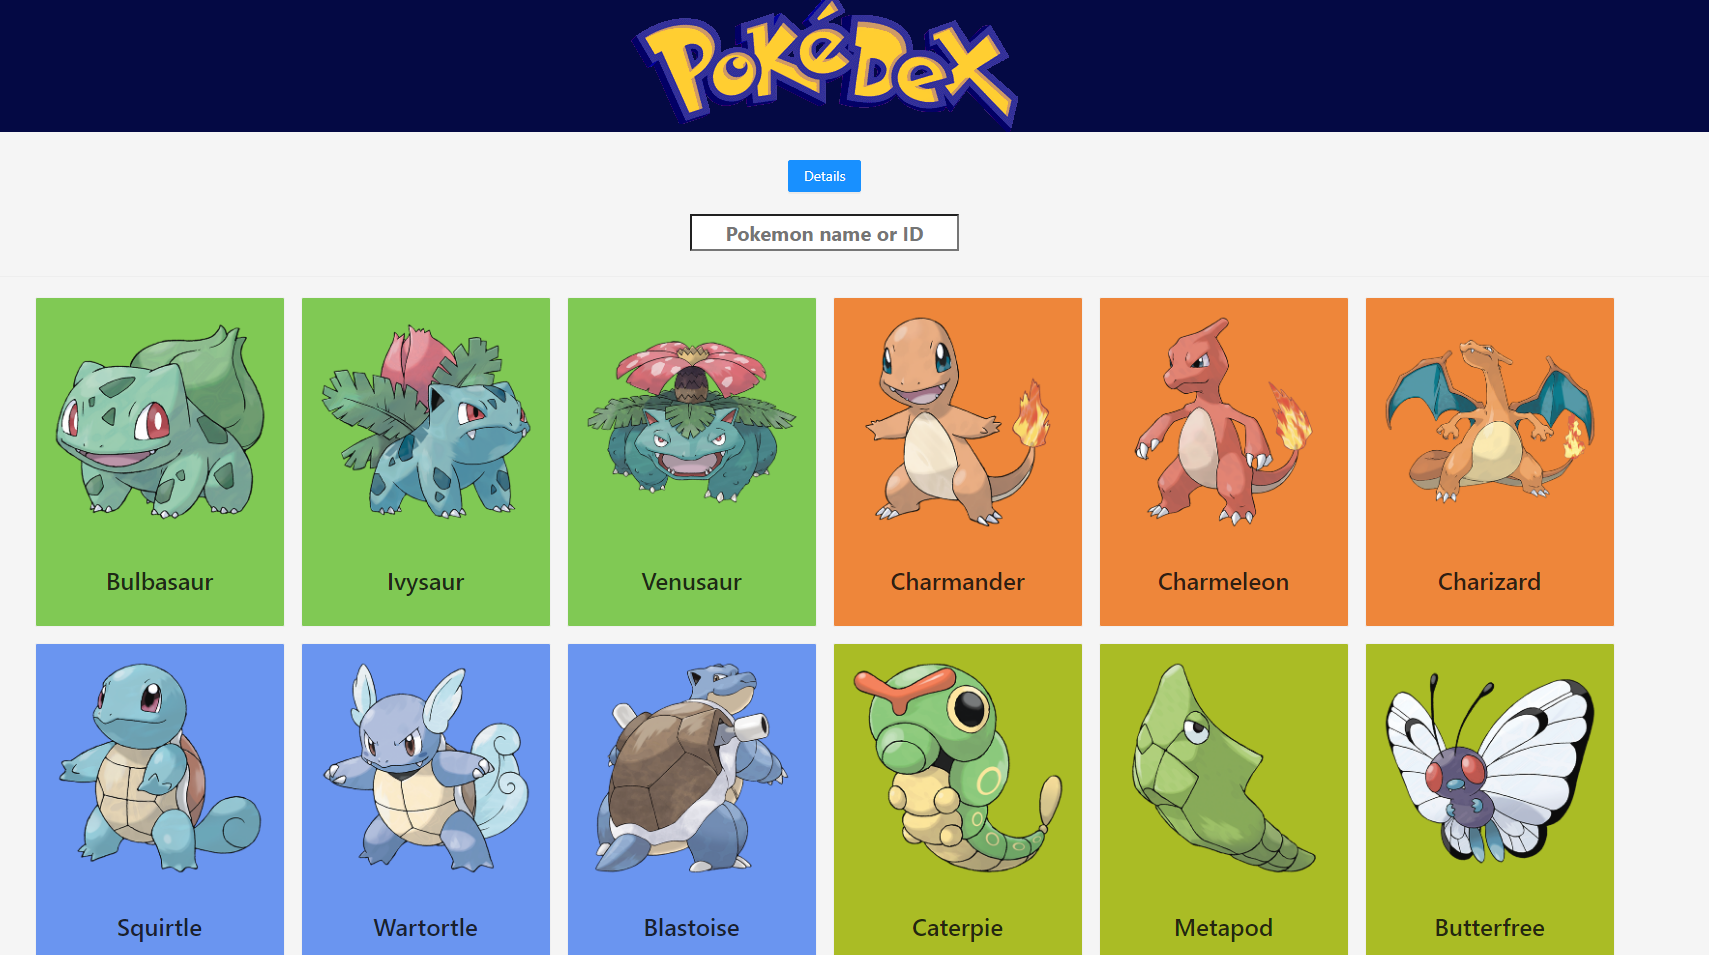 PoKéDex
Details
Pokemon name or ID
Bulbasaur
Ivysaur
Venusaur
Charmander
Charmeleon
Charizard
Squirtle
Wartortle
Blastoise
Caterpie
Metapod
Butterfree